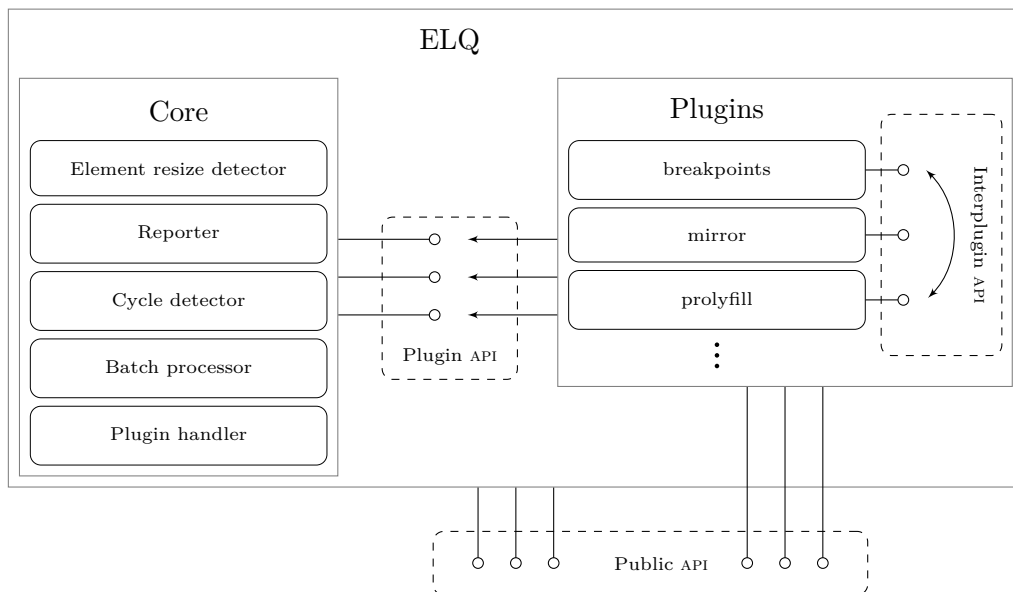 ELQ
Core
Element resize detector
Reporter
Cycle detector
Batch processor
Plugin handler
Plugin API
Plugins
breakpoints
mirror
prolyfill
Interplugin API
Public API